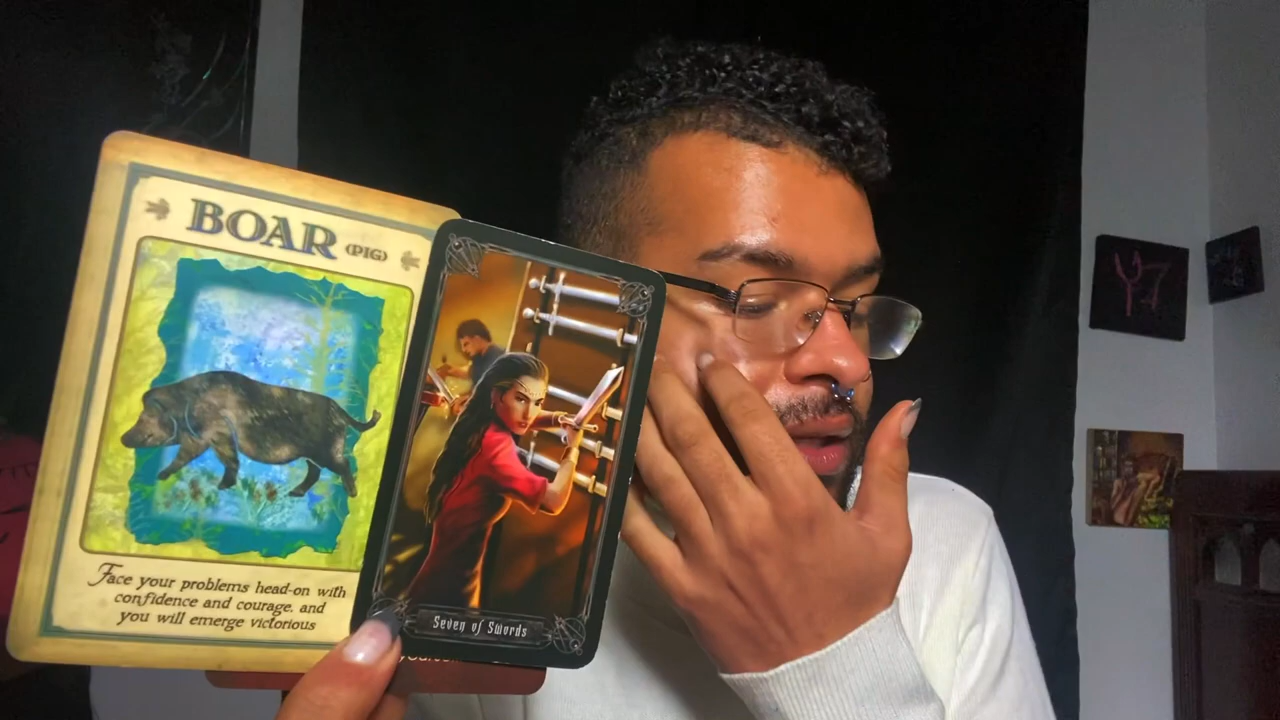 BOAR (PIG)
Face your problems head-on with
confidence and courage, and
you will emerge victorious
Seven of Swords